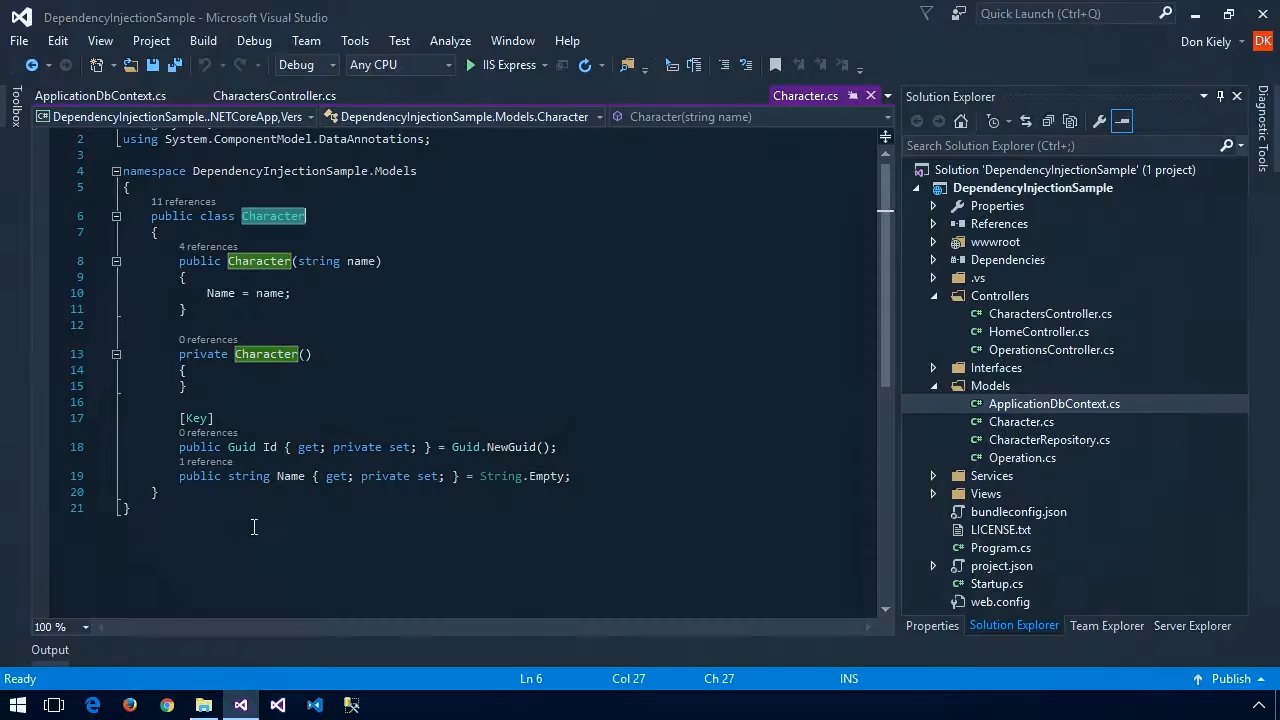 DependencyInjectionSample - Microsoft Visual Studio
Quick Launch (Ctrl+Q)
File Edit View Project Build Debug Team Tools Test Analyze Window Help
Don Kiely DK
Debug Any CPU IIS Express
Toolbox
ApplicationDbContext.cs CharactersController.cs Character.cs
DependencyInjectionSample..NETCoreApp,Vers DependencyInjectionSample.Models.Character Character(string name)
2 using System.ComponentModel.DataAnnotations;
3
4 namespace DependencyInjectionSample.Models
5 {
11 references
6 public class Character
7 {
4 references
8 public Character(string name)
9 {
10 Name = name;
11 }
12
0 references
13 private Character()
14 {
15 }
16
17 [Key]
0 references
18 public Guid Id { get; private set; } = Guid.NewGuid();
1 reference
19 public string Name { get; private set; } = String.Empty;
20 }
21 }
100 %
Output
Solution Explorer
Search Solution Explorer (Ctrl+;)
Solution 'DependencyInjectionSample' (1 project)
DependencyInjectionSample
Properties
References
wwwroot
Dependencies
.vs
Controllers
CharactersController.cs
HomeController.cs
OperationsController.cs
Interfaces
Models
ApplicationDbContext.cs
Character.cs
CharacterRepository.cs
Operation.cs
Services
Views
bundleconfig.json
LICENSE.txt
Program.cs
project.json
Startup.cs
web.config
Properties Solution Explorer Team Explorer Server Explorer
Diagnostic Tools
Ready Ln 6 Col 27 Ch 27 INS Publish